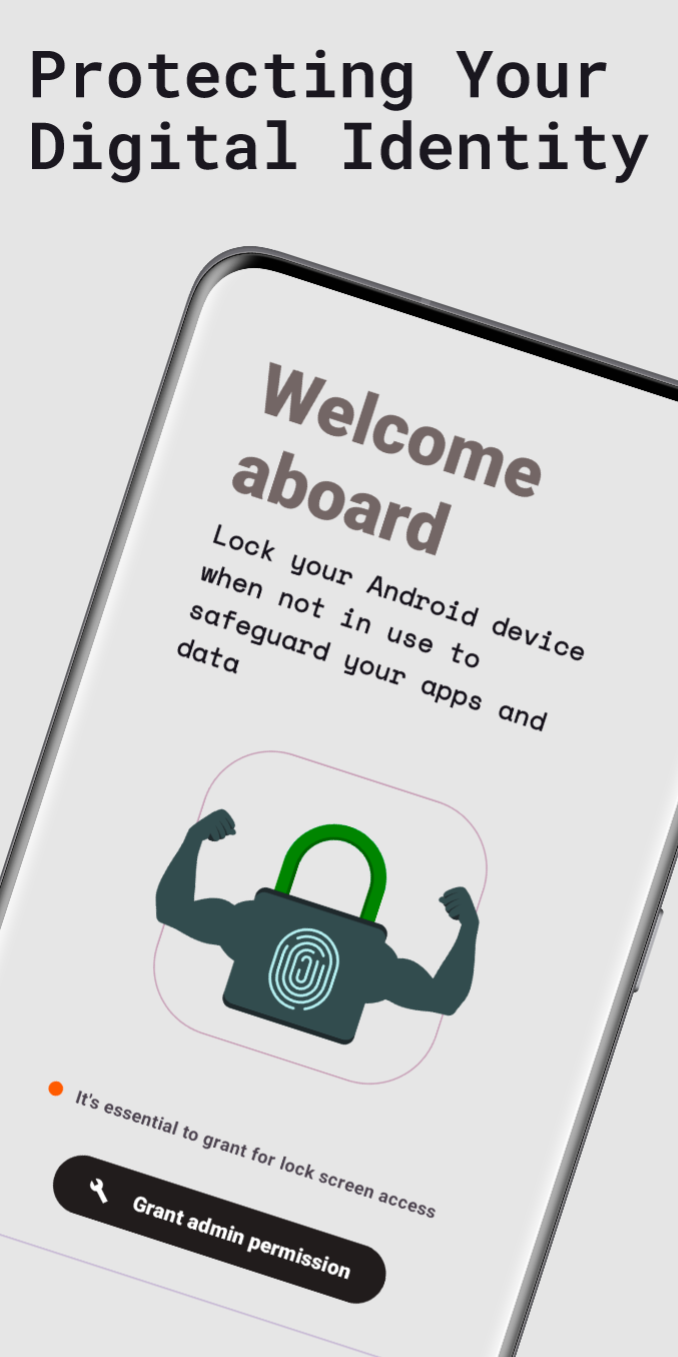 Protecting Your
Digital Identity
Welcome
aboard
Lock your Android device
when not in use to
safeguard your apps and
data
It's essential to grant for lock screen access
Grant admin permission